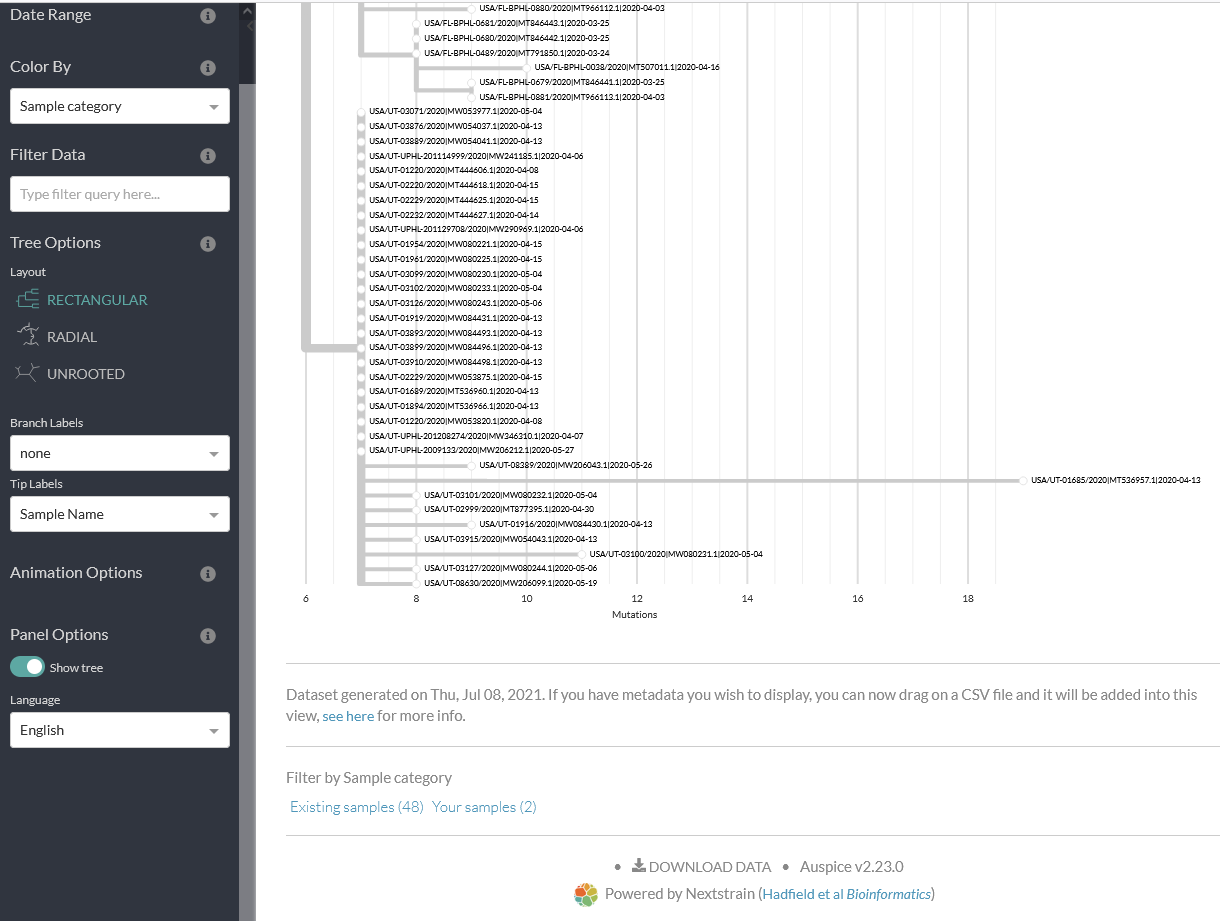 Date Range
Color By
Sample category
Filter Data
Type filter query here...
Tree Options
Layout
RECTANGULAR
RADIAL
UNROOTED
Branch Labels
none
Tip Labels
Sample Name
Animation Options
Panel Options
Show tree
Language
English
USA/FL-BPHL-0880/2020|MT966112.1|2020-04-03
USA/FL-BPHL-0681/2020|MT846443.1|2020-03-25
USA/FL-BPHL-0680/2020|MT846442.1|2020-03-25
USA/FL-BPHL-0489/2020|MT791850.1|2020-03-24
USA/FL-BPHL-0038/2020|MT507011.1|2020-04-16
USA/FL-BPHL-0679/2020|MT846441.1|2020-03-25
USA/FL-BPHL-0881/2020|MT966113.1|2020-04-03
USA/UT-03071/2020|MW053977.1|2020-05-04
USA/UT-03876/2020|MW054037.1|2020-04-13
USA/UT-03889/2020|MW054041.1|2020-04-13
USA/UT-UPHL-201114999/2020|MW241185.1|2020-04-06
USA/UT-01220/2020|MT444606.1|2020-04-08
USA/UT-02220/2020|MT444618.1|2020-04-15
USA/UT-02229/2020|MT444625.1|2020-04-15
USA/UT-02232/2020|MT444627.1|2020-04-14
USA/UT-UPHL-201129708/2020|MW290969.1|2020-04-06
USA/UT-01954/2020|MW080221.1|2020-04-15
USA/UT-01961/2020|MW080225.1|2020-04-15
USA/UT-03099/2020|MW080230.1|2020-05-04
USA/UT-03102/2020|MW080233.1|2020-05-04
USA/UT-03126/2020|MW080243.1|2020-05-06
USA/UT-01919/2020|MW084431.1|2020-04-13
USA/UT-03893/2020|MW084493.1|2020-04-13
USA/UT-03899/2020|MW084496.1|2020-04-13
USA/UT-03910/2020|MW084498.1|2020-04-13
USA/UT-02229/2020|MW053875.1|2020-04-15
USA/UT-01689/2020|MT536960.1|2020-04-13
USA/UT-01894/2020|MT536966.1|2020-04-13
USA/UT-01220/2020|MW053820.1|2020-04-08
USA/UT-UPHL-201208274/2020|MW346310.1|2020-04-07
USA/UT-UPHL-2009133/2020|MW206212.1|2020-05-27
USA/UT-08389/2020|MW206043.1|2020-05-26
USA/UT-01685/2020|MT536957.1|2020-04-13
USA/UT-03101/2020|MW080232.1|2020-05-04
USA/UT-02999/2020|MT877395.1|2020-04-30
USA/UT-01916/2020|MW084430.1|2020-04-13
USA/UT-03915/2020|MW054043.1|2020-04-13
USA/UT-03100/2020|MW080231.1|2020-05-04
USA/UT-03127/2020|MW080244.1|2020-05-06
USA/UT-08630/2020|MW206099.1|2020-05-19
6 8 10 12 14 16 18
Mutations
Dataset generated on Thu, Jul 08, 2021. If you have metadata you wish to display, you can now drag on a CSV file and it will be added into this
view, see here for more info.
Filter by Sample category
Existing samples (48) Your samples (2)
• DOWNLOAD DATA • Auspice v2.23.0
Powered by Nextstrain (Hadfield et al Bioinformatics)